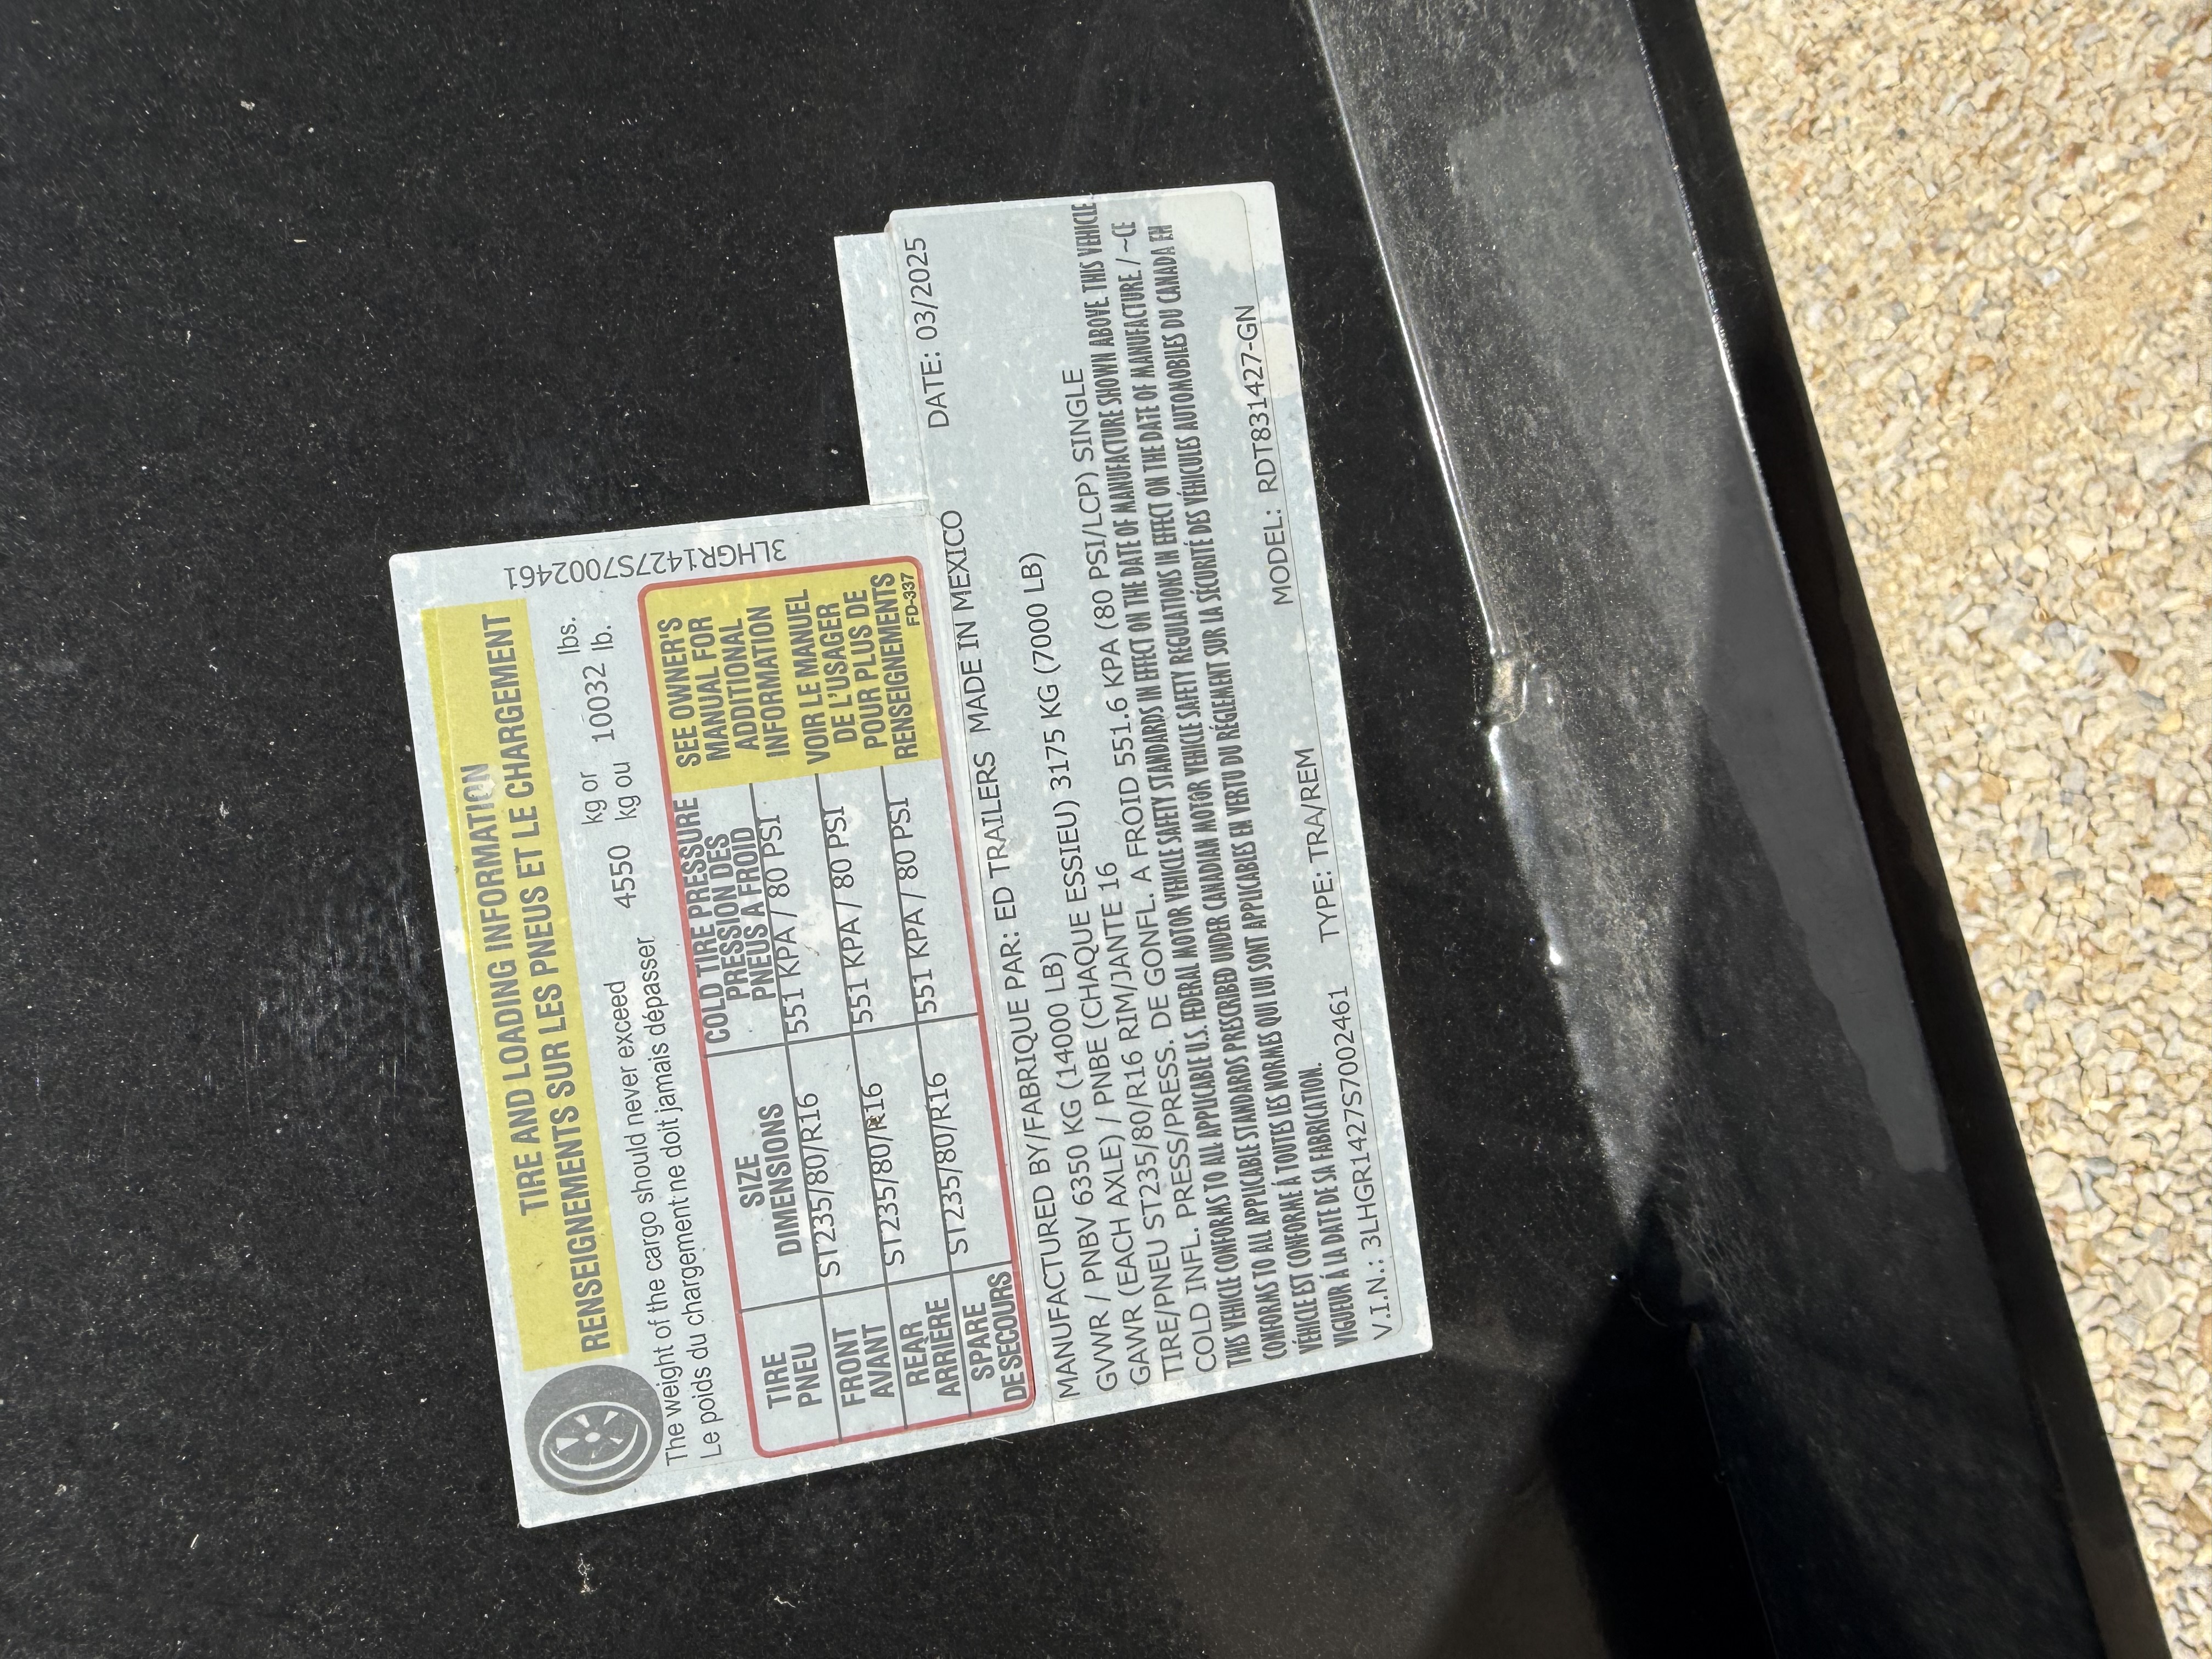 TIRE AND LOADING INFORMATION
RENSEIGNEMENTS SUR LES PNEUS ET LE CHARGEMENT
The weight of the cargo should never exceed 4550 kg or 10032 lbs.
Le poids du chargement ne doit jamais dépasser kg ou lb.
TIRE PNEU SIZE DIMENSIONS COLD TIRE PRESSURE PRESSION DES PNEUS A FROID
FRONT AVANT ST235/80/R16 551 KPA / 80 PSI
REAR ARRIÈRE ST235/80/R16 551 KPA / 80 PSI
SPARE DE SECOURS ST235/80/R16 551 KPA / 80 PSI
SEE OWNER'S
MANUAL FOR
ADDITIONAL
INFORMATION
VOIR LE MANUEL
DE L'USAGER
POUR PLUS DE
RENSEIGNEMENTS
FD-337
3LHGR1427S7002461
MANUFACTURED BY/FABRIQUE PAR: ED TRAILERS MADE IN MEXICO DATE: 03/2025
GVWR / PNBV 6350 KG (14000 LB)
GAWR (EACH AXLE) / PNBE (CHAQUE ESSIEU) 3175 KG (7000 LB)
TIRE/PNEU ST235/80/R16 RIM/JANTE 16
COLD INFL. PRESS/PRESS. DE GONFL. A FROID 551.6 KPA (80 PSI/LCP) SINGLE
THIS VEHICLE CONFORMS TO ALL APPLICABLE U.S. FEDERAL MOTOR VEHICLE SAFETY STANDARDS IN EFFECT ON THE DATE OF MANUFACTURE SHOWN ABOVE THIS VEHICLE
CONFORMS TO ALL APPLICABLE STANDARDS PRESCRIBED UNDER CANADIAN MOTOR VEHICLE SAFETY REGULATIONS IN EFFECT ON THE DATE OF MANUFACTURE / ~CE
VÉHICLE EST CONFORME À TOUTES LES NORMES QUI LUI SONT APPLICABLES EN VERTU DU RÉGLEMENT SUR LA SÉCURITÉ DES VÉHICULES AUTOMOBILES DU CANADA EN
VIGUEUR Á LA DATE DE SA FABRICATION.
V.I.N.: 3LHGR1427S7002461 TYPE: TRA/REM MODEL: RDT831427-GN